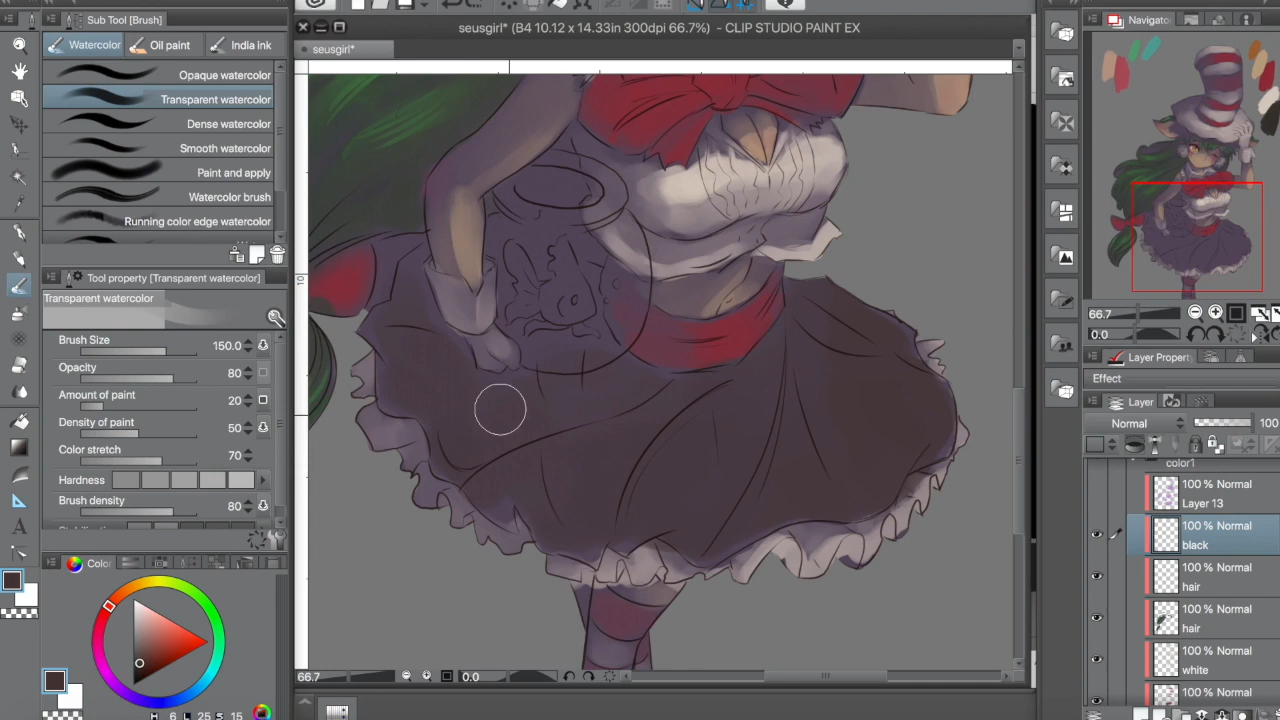 Sub Tool [Brush]
Watercolor
Oil paint
India ink
Opaque watercolor
Transparent watercolor
Dense watercolor
Smooth watercolor
Paint and apply
Watercolor brush
Running color edge watercolor
Tool property [Transparent watercolor]
Transparent watercolor
Brush Size
150.0
Opacity
80
Amount of paint
20
Density of paint
50
Color stretch
70
Hardness
Brush density
80
Color
H 6 L 25 S 15
seusgirl* (B4 10.12 x 14.33in 300dpi 66.7%) - CLIP STUDIO PAINT EX
seusgirl*
10
66.7
0.0
Navigator
66.7
0.0
Layer Property
Effect
Layer
Normal
100
color1
100 % Normal
Layer 13
100 % Normal
black
100 % Normal
hair
100 % Normal
hair
100 % Normal
white
100 % Normal